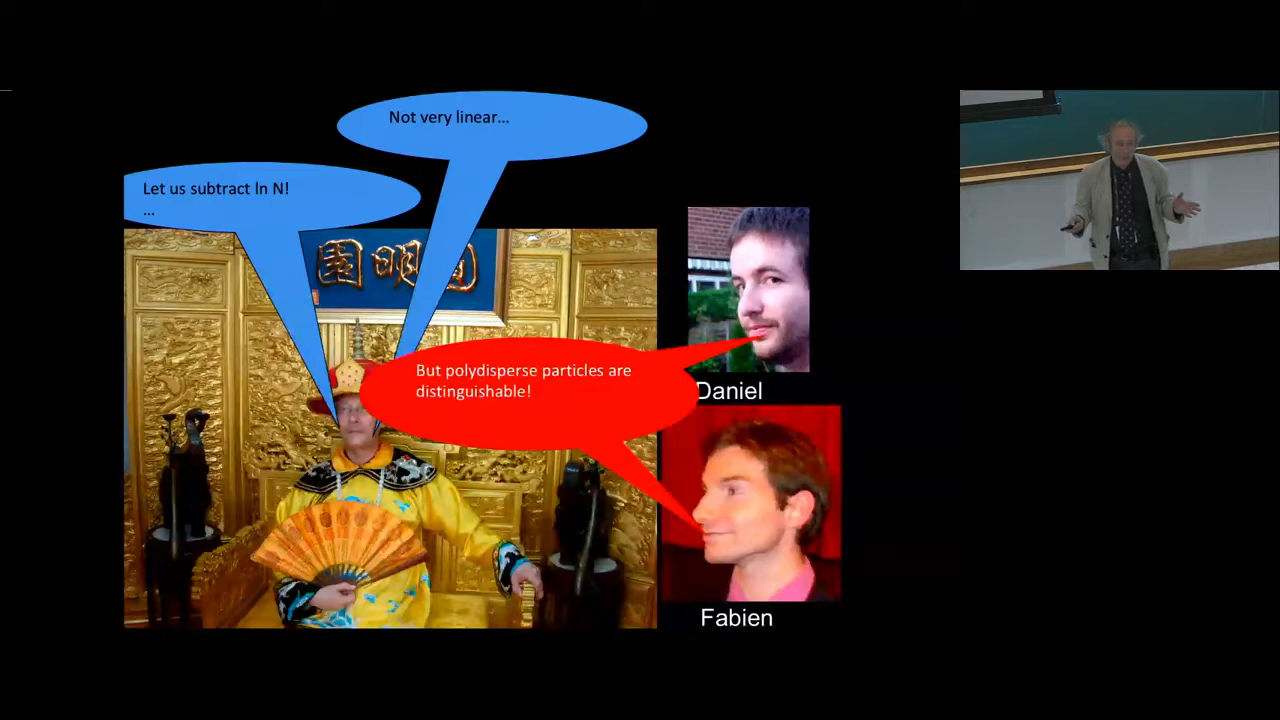 Not very linear...
Let us subtract ln N!
...
圆明园
But polydisperse particles are
distinguishable!
Daniel
Fabien